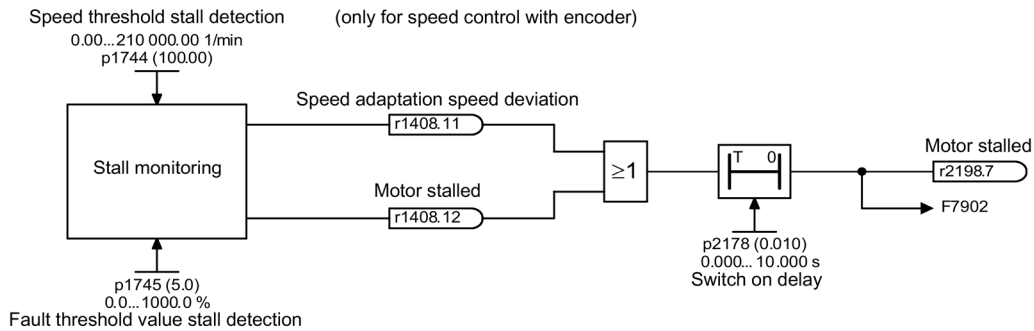 Speed threshold stall detection
(only for speed control with encoder)
0.00...210 000.00 1/min
p1744 (100.00)
Speed adaptation speed deviation
r1408.11
Stall monitoring
≥1
T 0
Motor stalled
r2198.7
Motor stalled
r1408.12
F7902
p2178 (0.010)
0.000... 10.000 s
Switch on delay
p1745 (5.0)
0.0...1000.0 %
Fault threshold value stall detection